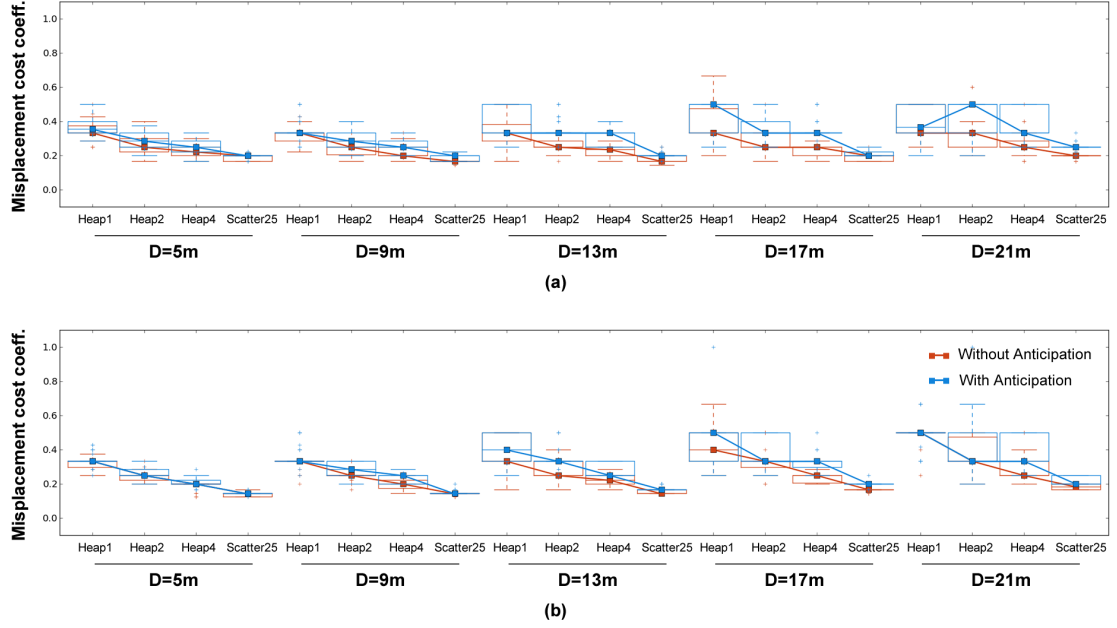 Misplacement cost coeff.
1.0
0.8
0.6
0.4
0.2
0.0
Heap1 Heap2 Heap4 Scatter25 Heap1 Heap2 Heap4 Scatter25 Heap1 Heap2 Heap4 Scatter25 Heap1 Heap2 Heap4 Scatter25 Heap1 Heap2 Heap4 Scatter25
D=5m D=9m D=13m D=17m D=21m
(a)
Misplacement cost coeff.
1.0
0.8
0.6
0.4
0.2
0.0
Without Anticipation
With Anticipation
Heap1 Heap2 Heap4 Scatter25 Heap1 Heap2 Heap4 Scatter25 Heap1 Heap2 Heap4 Scatter25 Heap1 Heap2 Heap4 Scatter25 Heap1 Heap2 Heap4 Scatter25
D=5m D=9m D=13m D=17m D=21m
(b)